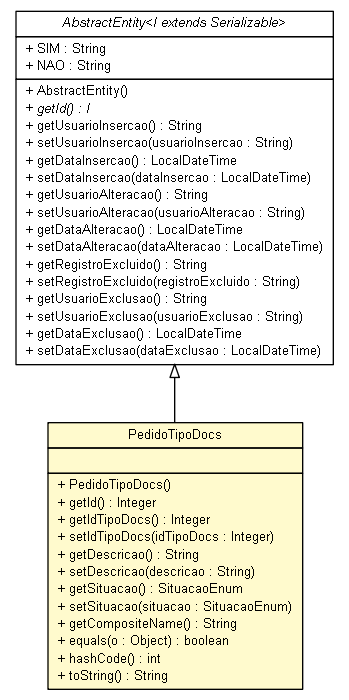 AbstractEntity<I extends Serializable>
+ SIM : String
+ NAO : String
+ AbstractEntity()
+ getId() : I
+ getUsuarioInsercao() : String
+ setUsuarioInsercao(usuarioInsercao : String)
+ getDataInsercao() : LocalDateTime
+ setDataInsercao(dataInsercao : LocalDateTime)
+ getUsuarioAlteracao() : String
+ setUsuarioAlteracao(usuarioAlteracao : String)
+ getDataAlteracao() : LocalDateTime
+ setDataAlteracao(dataAlteracao : LocalDateTime)
+ getRegistroExcluido() : String
+ setRegistroExcluido(registroExcluido : String)
+ getUsuarioExclusao() : String
+ setUsuarioExclusao(usuarioExclusao : String)
+ getDataExclusao() : LocalDateTime
+ setDataExclusao(dataExclusao : LocalDateTime)
PedidoTipoDocs
+ PedidoTipoDocs()
+ getId() : Integer
+ getIdTipoDocs() : Integer
+ setIdTipoDocs(idTipoDocs : Integer)
+ getDescricao() : String
+ setDescricao(descricao : String)
+ getSituacao() : SituacaoEnum
+ setSituacao(situacao : SituacaoEnum)
+ getCompositeName() : String
+ equals(o : Object) : boolean
+ hashCode() : int
+ toString() : String